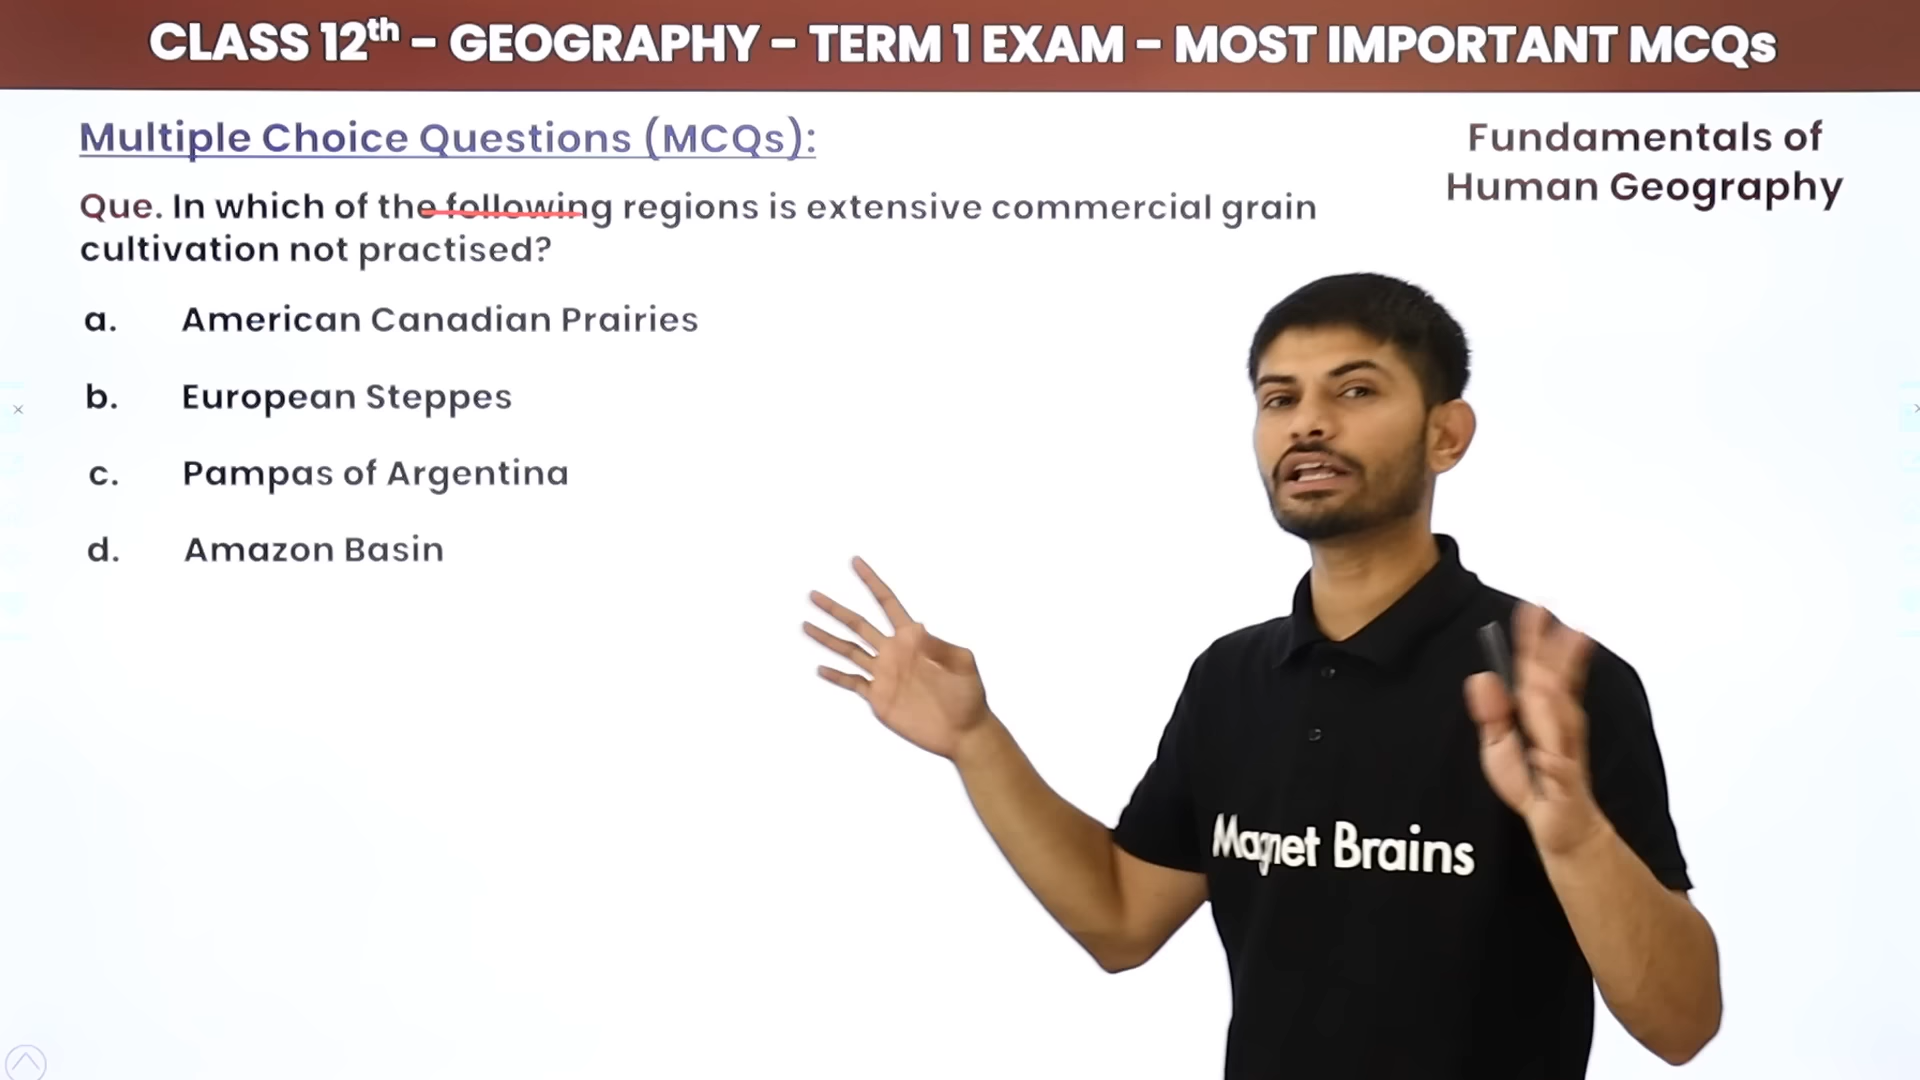 CLASS 12th - GEOGRAPHY - TERM 1 EXAM - MOST IMPORTANT MCQs
Multiple Choice Questions (MCQs):
Fundamentals of
Human Geography
Que. In which of the following regions is extensive commercial grain
cultivation not practised?
a. American Canadian Prairies
b. European Steppes
c. Pampas of Argentina
d. Amazon Basin
Magnet Brains